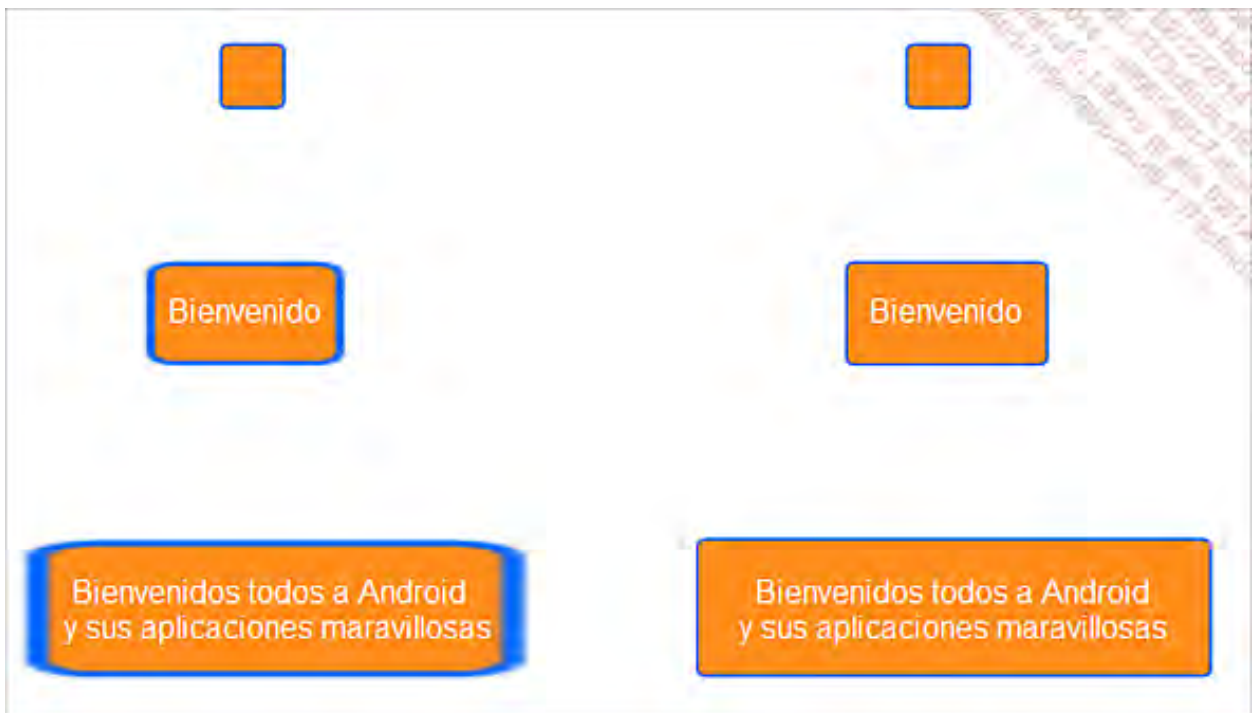 Bienvenido
Bienvenido
Bienvenidos todos a Android
y sus aplicaciones maravillosas
Bienvenidos todos a Android
y sus aplicaciones maravillosas